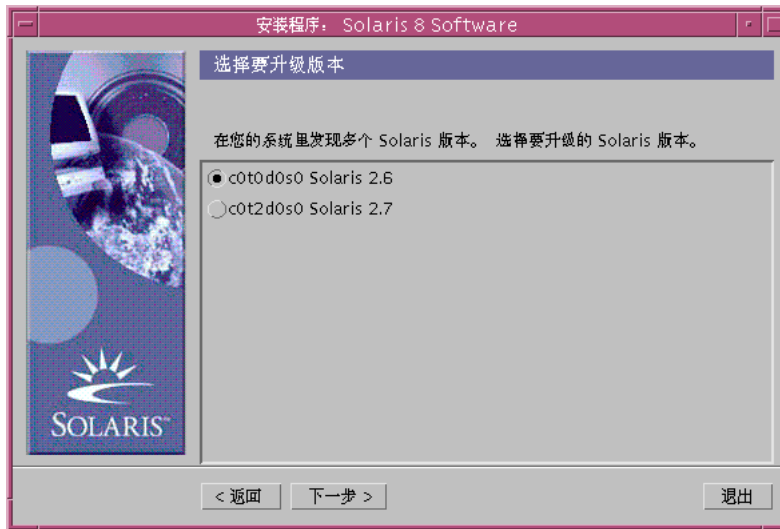 安装程序： Solaris 8 Software
选择要升级版本
在您的系统里发现多个 Solaris 版本。 选择要升级的 Solaris 版本。
c0t0d0s0 Solaris 2.6
c0t2d0s0 Solaris 2.7
SOLARIS™
< 返回
下一步 >
退出